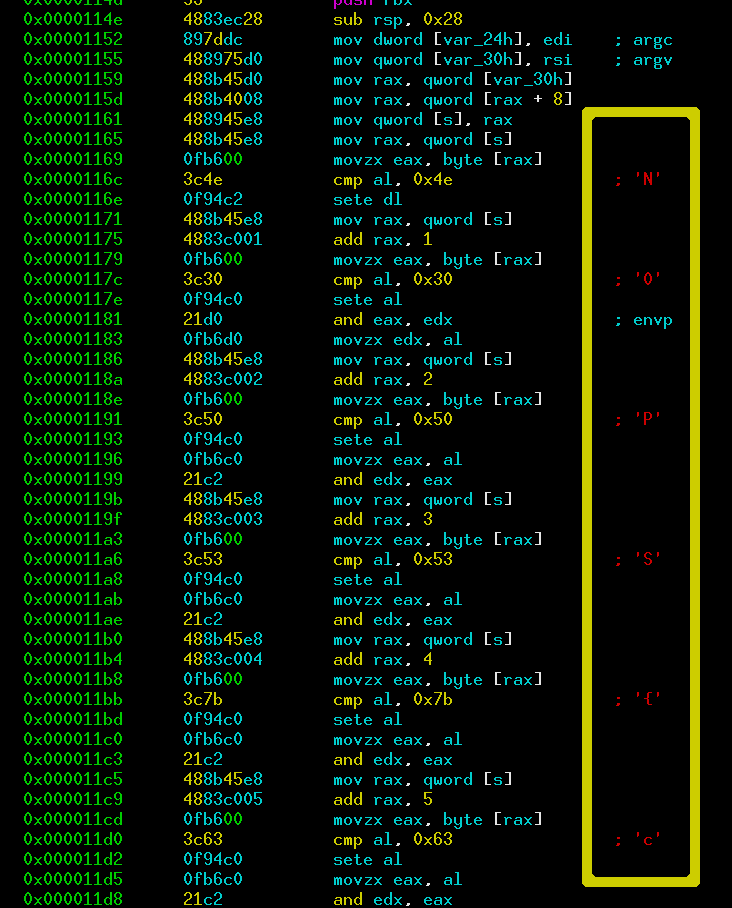 0x0000114d 53 push rbx
0x0000114e 4883ec28 sub rsp, 0x28
0x00001152 897ddc mov dword [var_24h], edi ; argc
0x00001155 488975d0 mov qword [var_30h], rsi ; argv
0x00001159 488b45d0 mov rax, qword [var_30h]
0x0000115d 488b4008 mov rax, qword [rax + 8]
0x00001161 488945e8 mov qword [s], rax
0x00001165 488b45e8 mov rax, qword [s]
0x00001169 0fb600 movzx eax, byte [rax]
0x0000116c 3c4e cmp al, 0x4e ; 'N'
0x0000116e 0f94c2 sete dl
0x00001171 488b45e8 mov rax, qword [s]
0x00001175 4883c001 add rax, 1
0x00001179 0fb600 movzx eax, byte [rax]
0x0000117c 3c30 cmp al, 0x30 ; '0'
0x0000117e 0f94c0 sete al
0x00001181 21d0 and eax, edx ; envp
0x00001183 0fb6d0 movzx edx, al
0x00001186 488b45e8 mov rax, qword [s]
0x0000118a 4883c002 add rax, 2
0x0000118e 0fb600 movzx eax, byte [rax]
0x00001191 3c50 cmp al, 0x50 ; 'P'
0x00001193 0f94c0 sete al
0x00001196 0fb6c0 movzx eax, al
0x00001199 21c2 and edx, eax
0x0000119b 488b45e8 mov rax, qword [s]
0x0000119f 4883c003 add rax, 3
0x000011a3 0fb600 movzx eax, byte [rax]
0x000011a6 3c53 cmp al, 0x53 ; 'S'
0x000011a8 0f94c0 sete al
0x000011ab 0fb6c0 movzx eax, al
0x000011ae 21c2 and edx, eax
0x000011b0 488b45e8 mov rax, qword [s]
0x000011b4 4883c004 add rax, 4
0x000011b8 0fb600 movzx eax, byte [rax]
0x000011bb 3c7b cmp al, 0x7b ; '{'
0x000011bd 0f94c0 sete al
0x000011c0 0fb6c0 movzx eax, al
0x000011c3 21c2 and edx, eax
0x000011c5 488b45e8 mov rax, qword [s]
0x000011c9 4883c005 add rax, 5
0x000011cd 0fb600 movzx eax, byte [rax]
0x000011d0 3c63 cmp al, 0x63 ; 'c'
0x000011d2 0f94c0 sete al
0x000011d5 0fb6c0 movzx eax, al
0x000011d8 21c2 and edx, eax